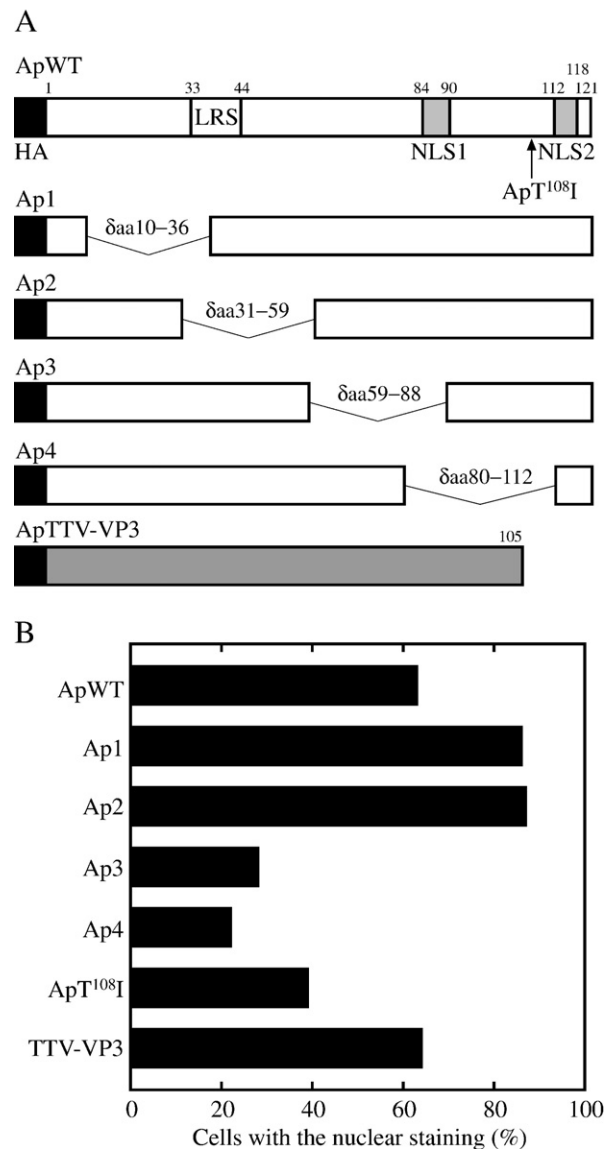 A
ApWT
118
1 33 44 84 90 112 121
LRS
HA NLS1 NLS2
ApT¹⁰⁸I
Ap1
δaa10–36
Ap2
δaa31–59
Ap3
δaa59–88
Ap4
δaa80–112
ApTTV-VP3
105
B
ApWT
Ap1
Ap2
Ap3
Ap4
ApT¹⁰⁸I
TTV-VP3
0 20 40 60 80 100
Cells with the nuclear staining (%)